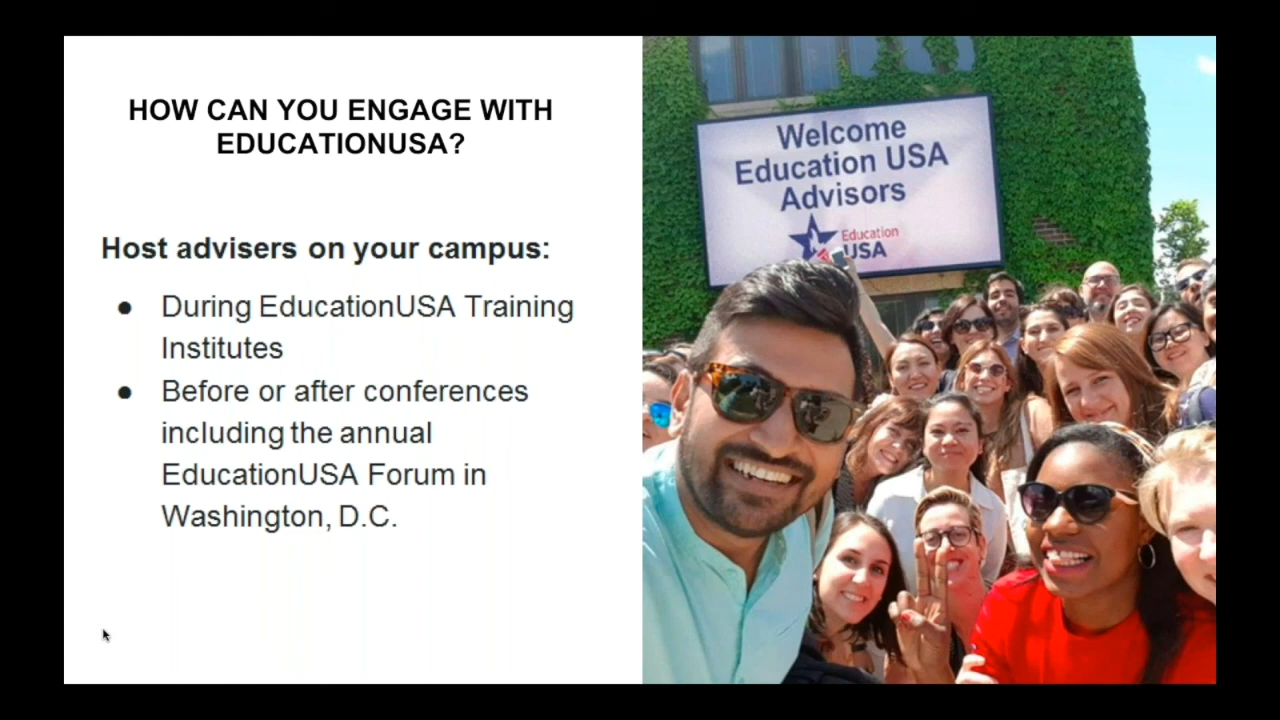 HOW CAN YOU ENGAGE WITH
EDUCATIONUSA?
Host advisers on your campus:
● During EducationUSA Training
Institutes
● Before or after conferences
including the annual
EducationUSA Forum in
Washington, D.C.
Welcome
Education USA
Advisors
Education
USA